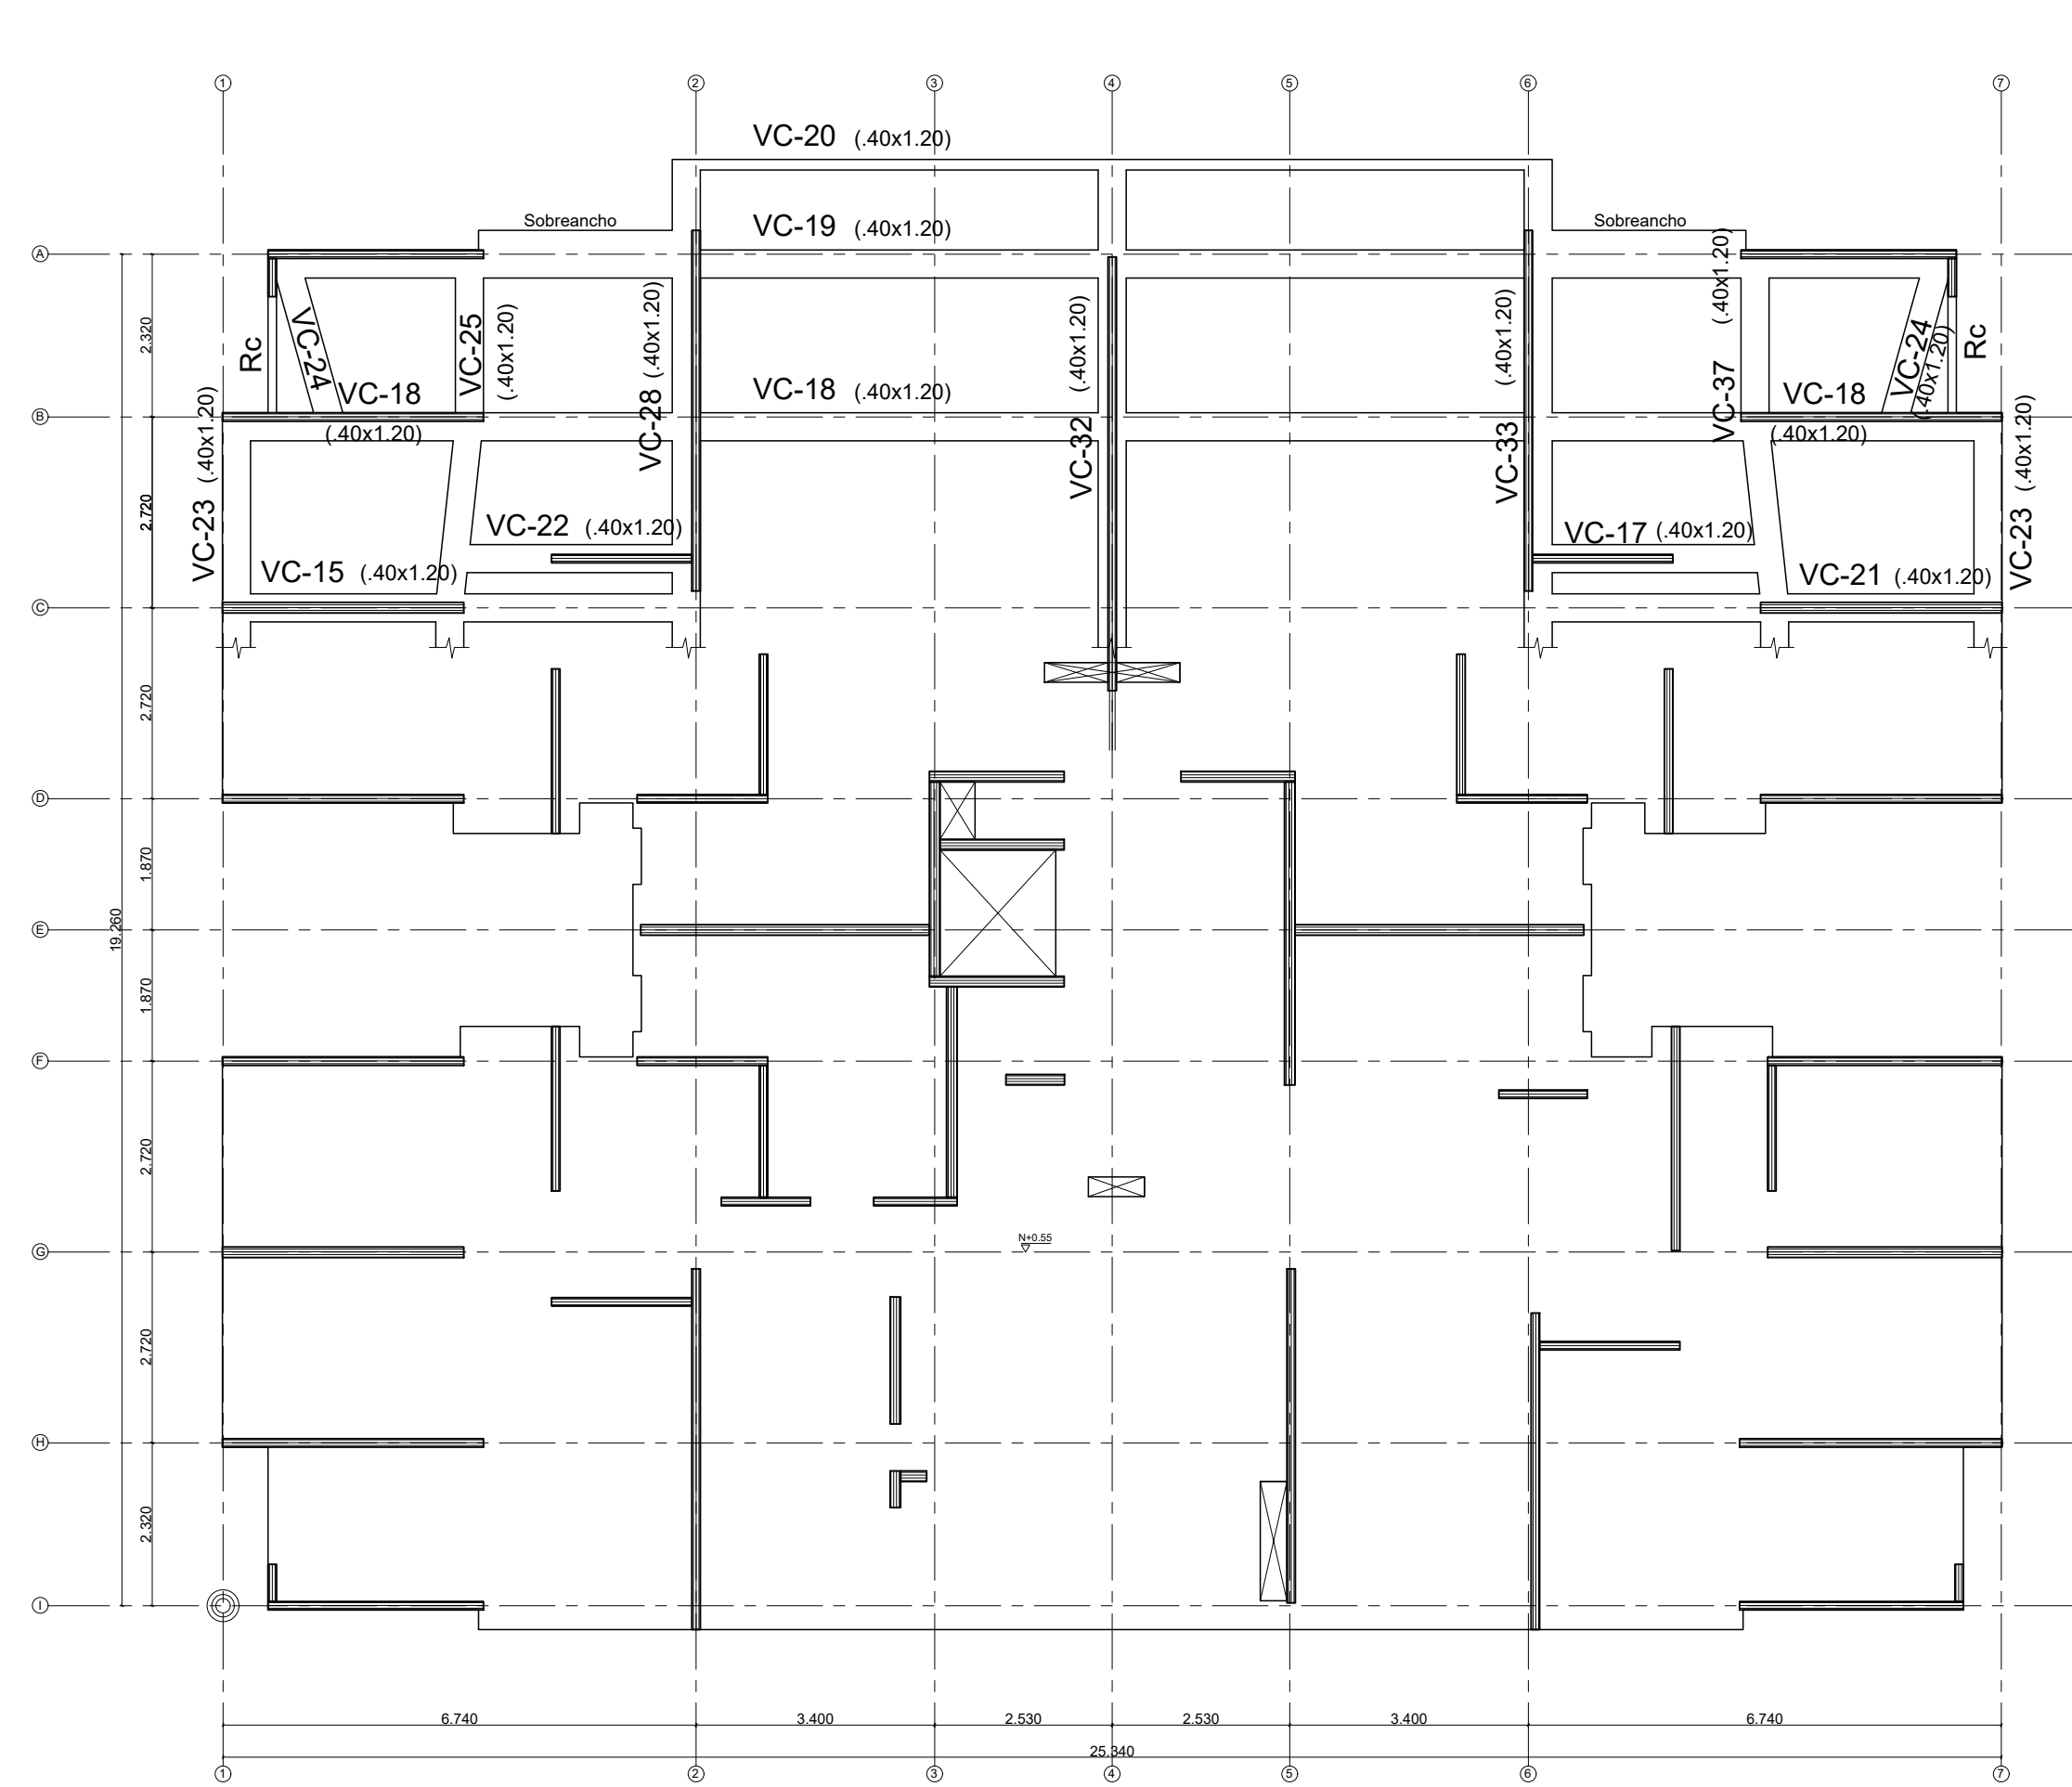 1 2 3 4 5 6 7
VC-20 (.40x1.20)
Sobreancho
VC-19 (.40x1.20)
Sobreancho
A
2.320
Rc
VC-24
VC-18
(.40x1.20)
VC-25
(.40x1.20)
VC-28 (.40x1.20)
VC-18 (.40x1.20)
VC-32 (.40x1.20)
VC-33 (.40x1.20)
VC-37 (.40x1.20)
VC-18
(.40x1.20)
VC-24
(.40x1.20)
Rc
B
2.720
VC-23 (.40x1.20)
VC-15 (.40x1.20)
VC-22 (.40x1.20)
VC-17 (.40x1.20)
VC-21 (.40x1.20)
VC-23 (.40x1.20)
C
2.720
D
1.870
19.260
E
1.870
F
2.720
G
N+0.55
2.720
H
2.320
I
6.740 3.400 2.530 2.530 3.400 6.740
25.340
1 2 3 4 5 6 7